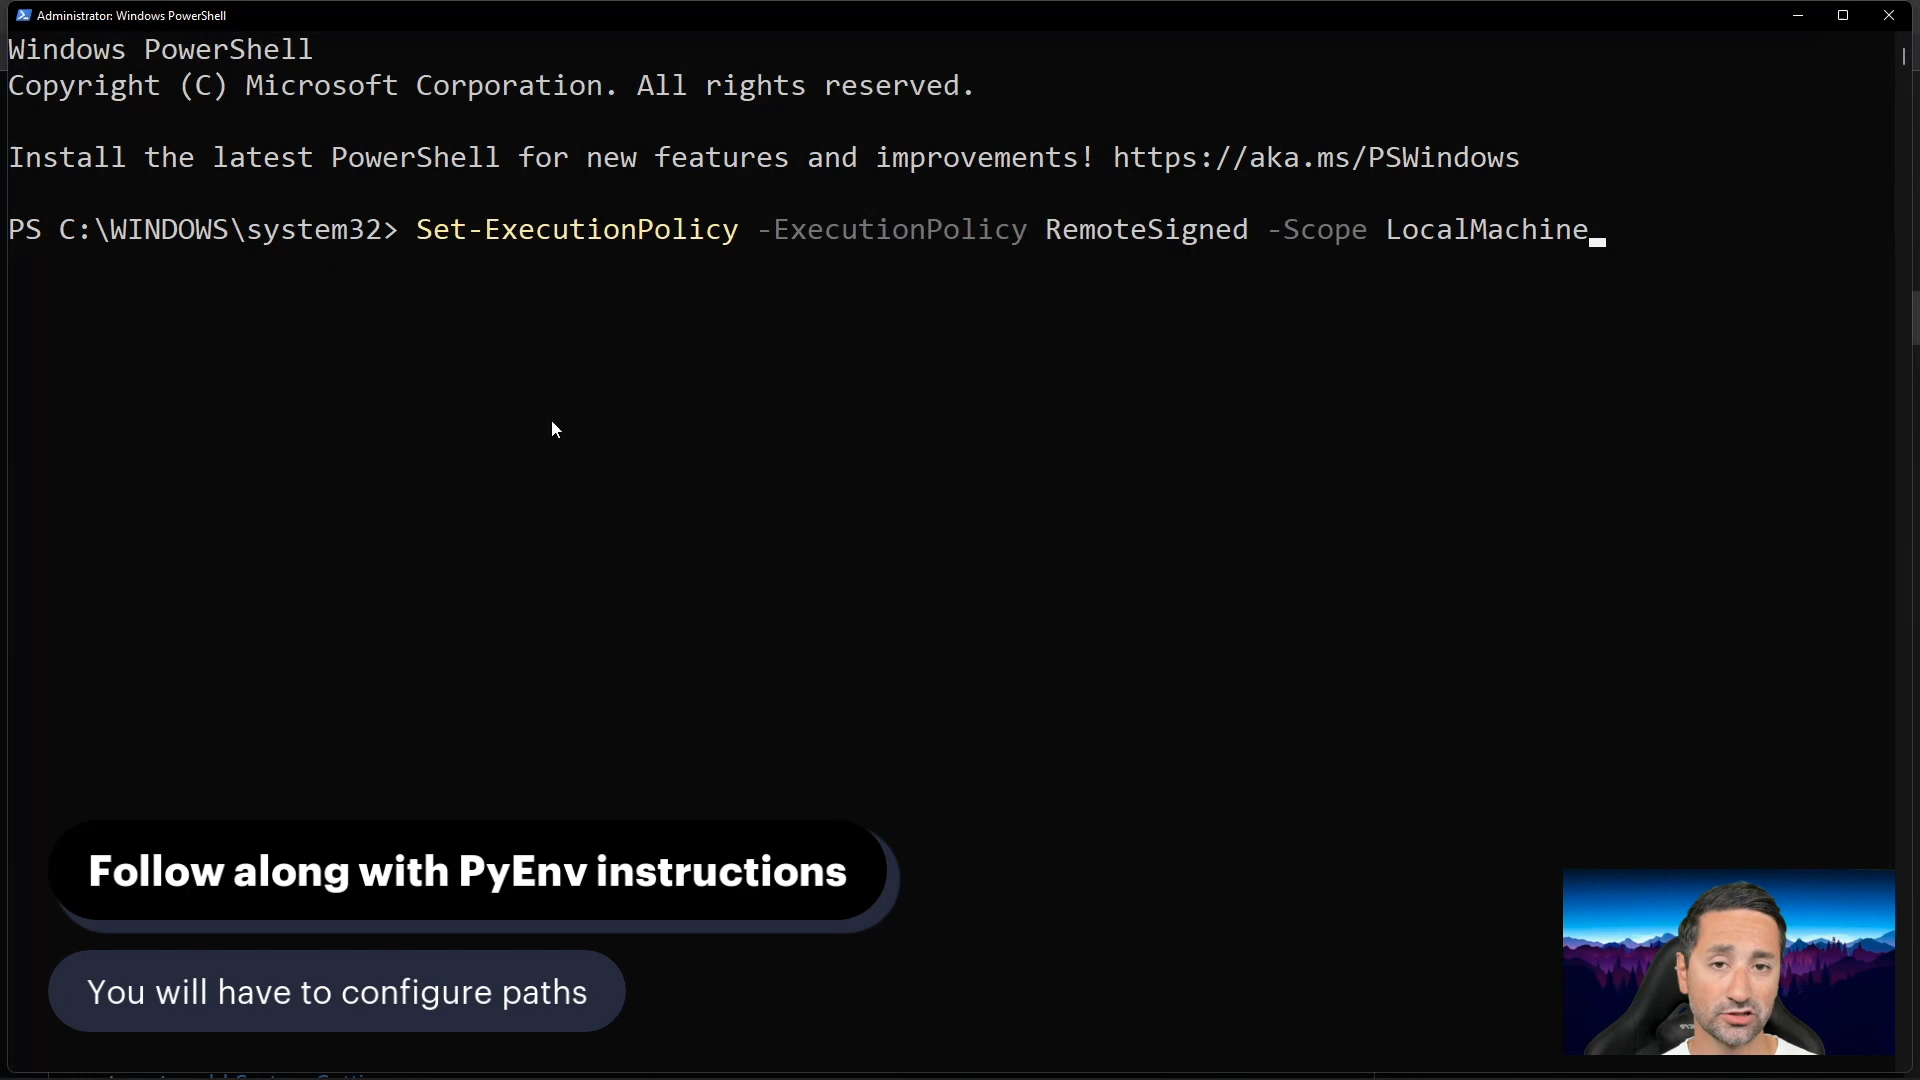 Administrator: Windows PowerShell
Windows PowerShell
Copyright (C) Microsoft Corporation. All rights reserved.
Install the latest PowerShell for new features and improvements! https://aka.ms/PSWindows
PS C:\WINDOWS\system32> Set-ExecutionPolicy -ExecutionPolicy RemoteSigned -Scope LocalMachine
Follow along with PyEnv instructions
You will have to configure paths